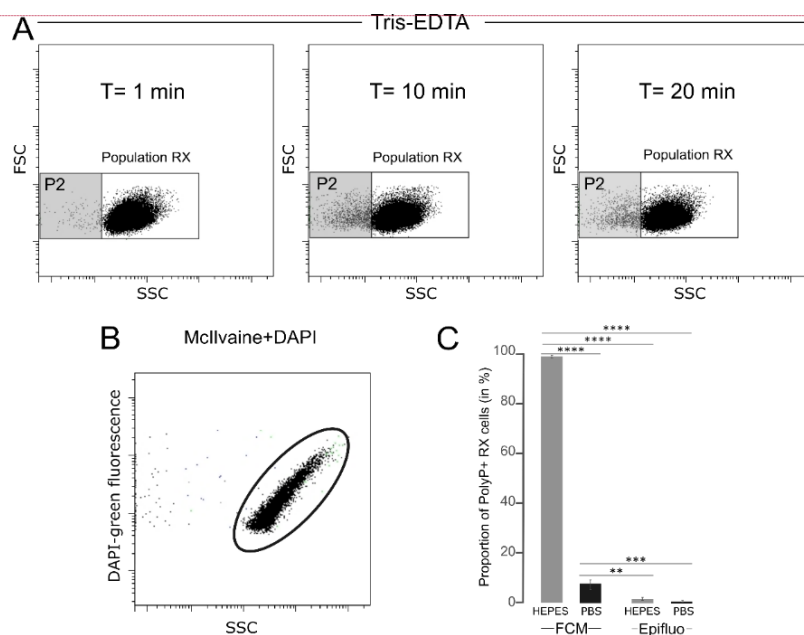 Tris-EDTA
A
T= 1 min
T= 10 min
T= 20 min
Population RX
Population RX
Population RX
P2
P2
P2
FSC
FSC
FSC
SSC
SSC
SSC
B
McIlvaine+DAPI
DAPI-green fluorescence
SSC
C
****
****
****
100
80
60
40
20
0
Proportion of PolyP+ RX cells (in %)
***
**
HEPES PBS HEPES PBS
FCM Epifluo